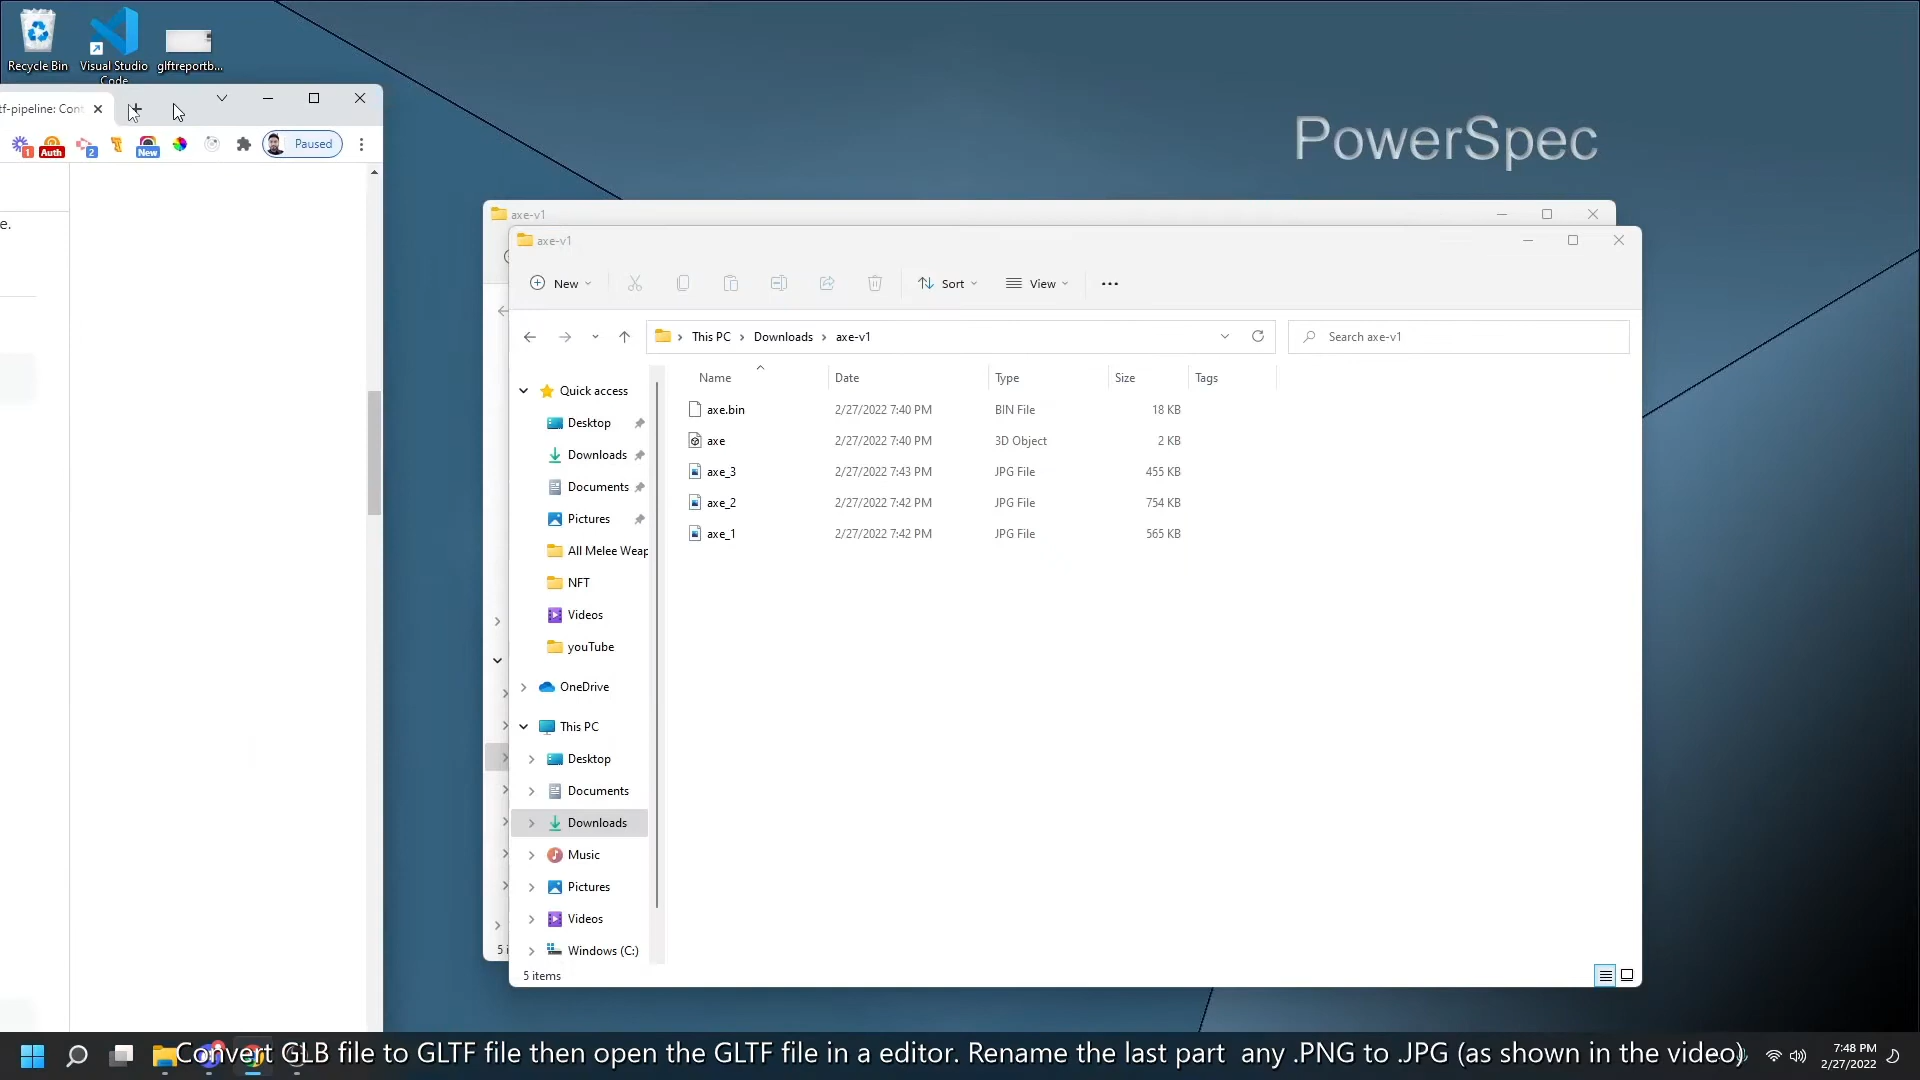 Recycle Bin
Visual Studio
Code
glftreportb...
tf-pipeline: Cont
1
Auth
2
New
Paused
e.
PowerSpec
axe-v1
axe-v1
New
Sort
View
This PC
Downloads
axe-v1
Search axe-v1
Name
Date
Type
Size
Tags
axe.bin
2/27/2022 7:40 PM
BIN File
18 KB
axe
2/27/2022 7:40 PM
3D Object
2 KB
axe_3
2/27/2022 7:43 PM
JPG File
455 KB
axe_2
2/27/2022 7:42 PM
JPG File
754 KB
axe_1
2/27/2022 7:42 PM
JPG File
565 KB
Quick access
Desktop
Downloads
Documents
Pictures
All Melee Weap
NFT
Videos
youTube
OneDrive
This PC
Desktop
Documents
Downloads
Music
Pictures
Videos
Windows (C:)
5 i
5 items
Convert GLB file to GLTF file then open the GLTF file in a editor. Rename the last part any .PNG to .JPG (as shown in the video)
7:48 PM
2/27/2022